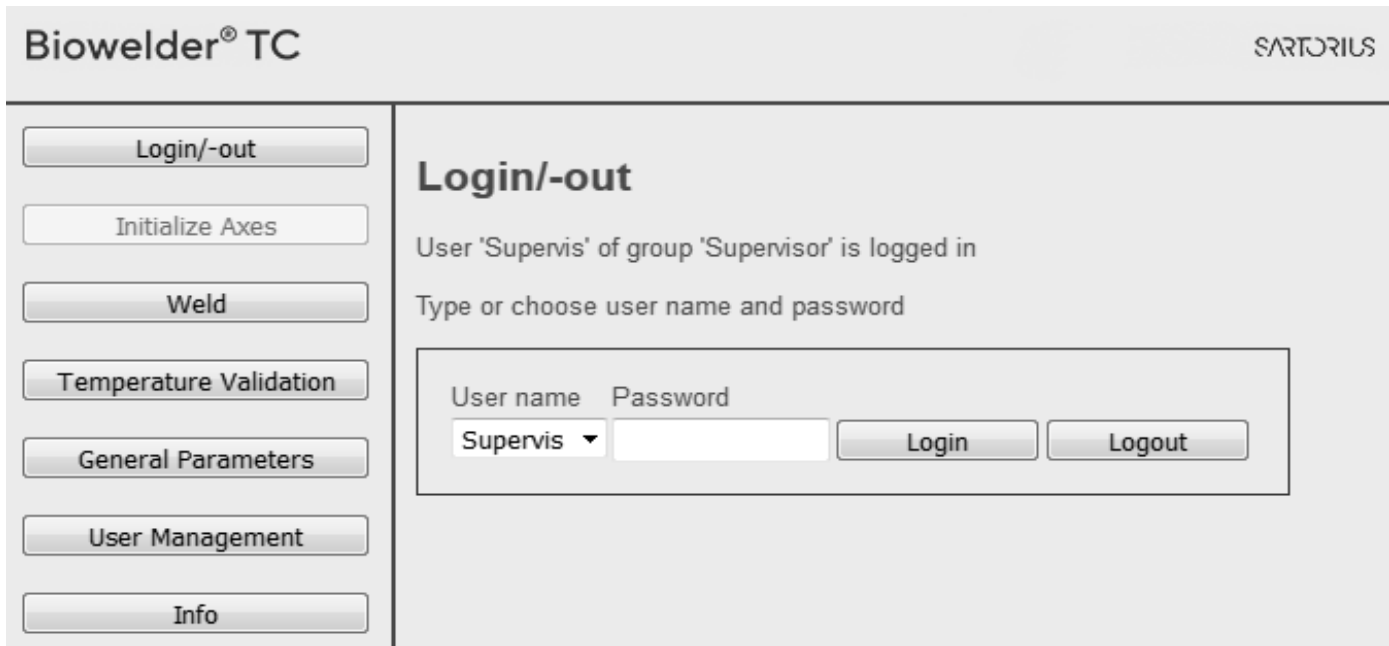 Biowelder® TC
SARTORIUS
Login/-out
Initialize Axes
Weld
Temperature Validation
General Parameters
User Management
Info
Login/-out
User 'Supervis' of group 'Supervisor' is logged in
Type or choose user name and password
User name Password
Supervis Login Logout